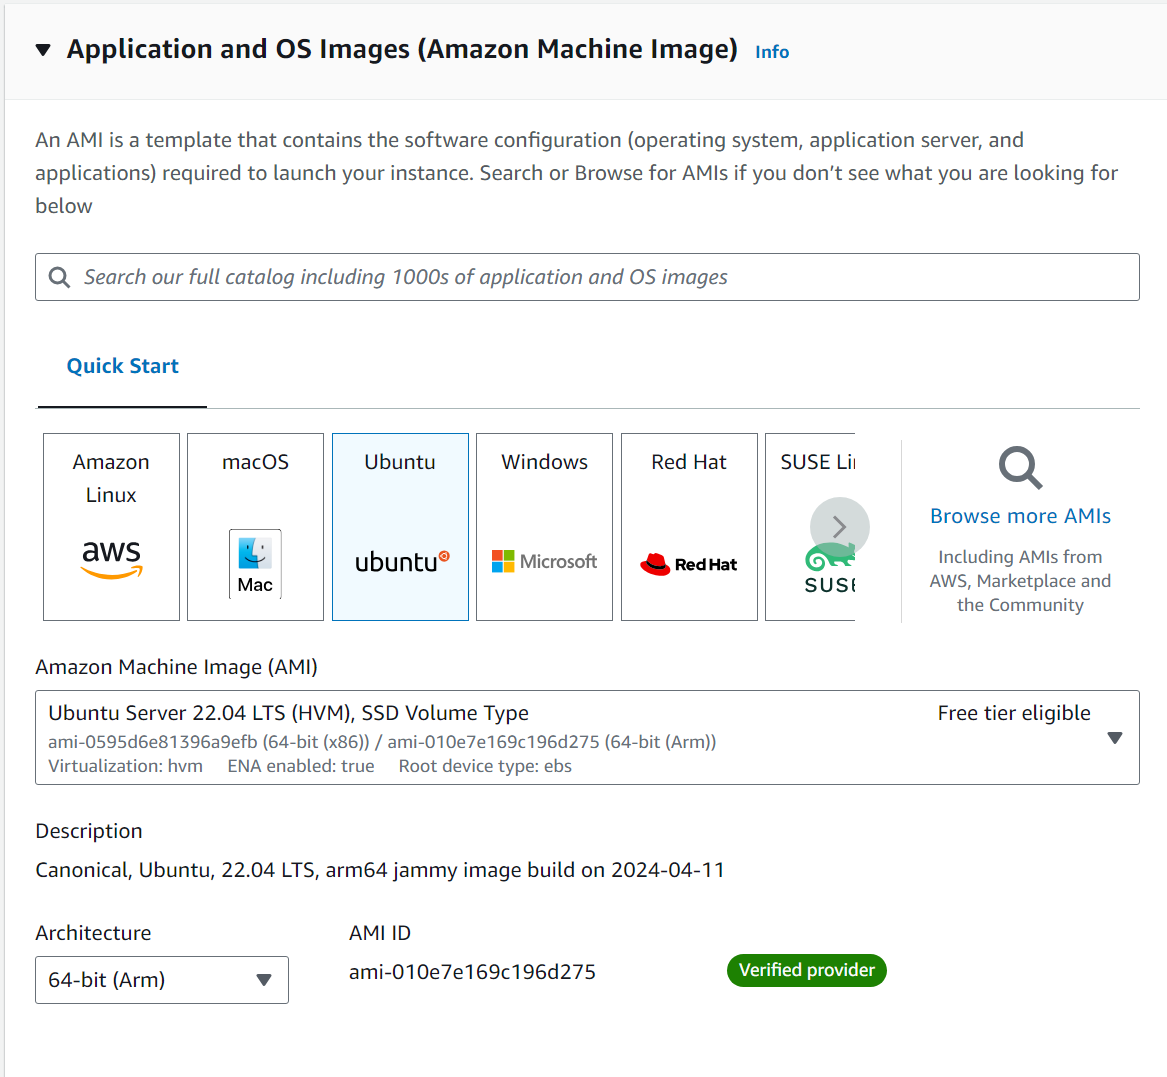 Application and OS Images (Amazon Machine Image) Info
An AMI is a template that contains the software configuration (operating system, application server, and
applications) required to launch your instance. Search or Browse for AMIs if you don’t see what you are looking for
below
Search our full catalog including 1000s of application and OS images
Quick Start
Amazon
Linux
aws
macOS
Mac
Ubuntu
ubuntu
Windows
Microsoft
Red Hat
Red Hat
SUSE Li
SUSE
Browse more AMIs
Including AMIs from
AWS, Marketplace and
the Community
Amazon Machine Image (AMI)
Ubuntu Server 22.04 LTS (HVM), SSD Volume Type Free tier eligible
ami-0595d6e81396a9efb (64-bit (x86)) / ami-010e7e169c196d275 (64-bit (Arm))
Virtualization: hvm ENA enabled: true Root device type: ebs
Description
Canonical, Ubuntu, 22.04 LTS, arm64 jammy image build on 2024-04-11
Architecture
64-bit (Arm)
AMI ID
ami-010e7e169c196d275
Verified provider